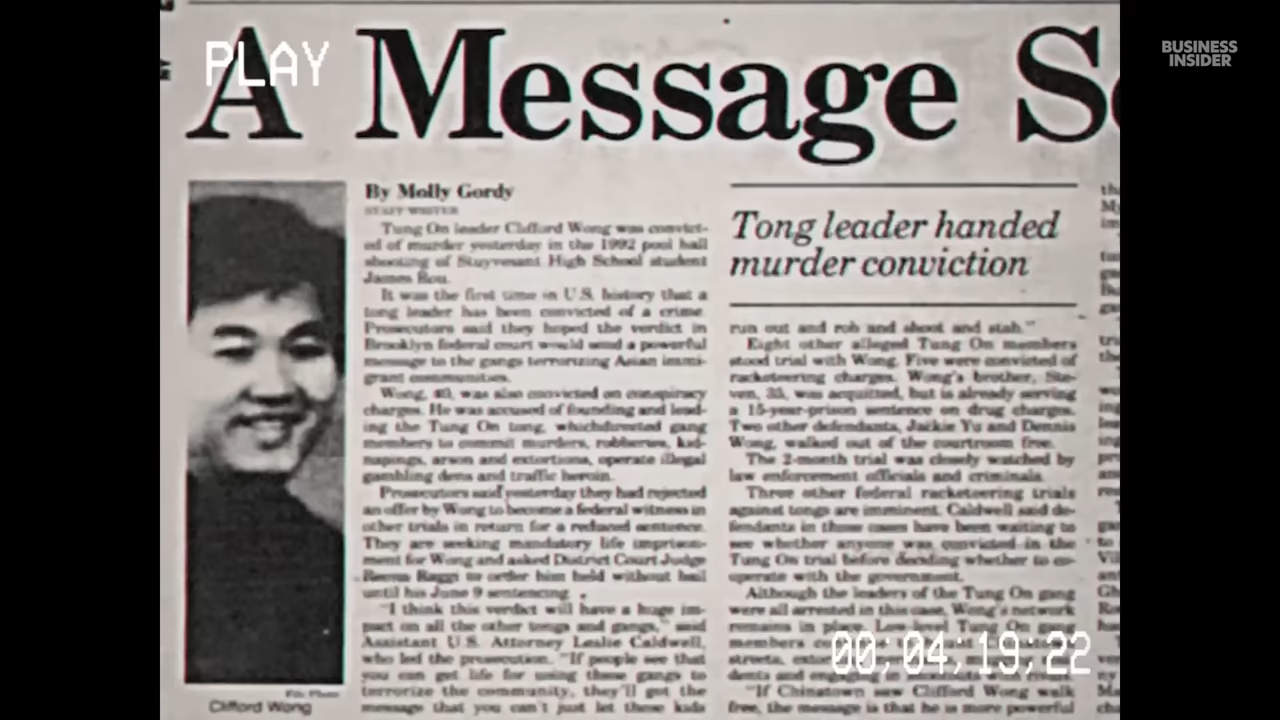 PLAY
BUSINESS
INSIDER
A Message S
By Molly Gordy
STAFF WRITER
Tung On leader Clifford Wong was convict-
ed of murder yesterday in the 1992 pool hall
shooting of Stuyvesant High School student
James Rou.
It was the first time in U.S. history that a
tong leader has been convicted of a crime.
Prosecutors said they hoped the verdict in
Brooklyn federal court would send a powerful
message to the gangs terrorizing Asian immi-
grant communities.
Wong, 40, was also convicted on conspiracy
charges. He was accused of founding and lead-
ing the Tung On tong, whichdirected gang
members to commit murders, robberies, kid-
napings, arson and extortions, operate illegal
gambling dens and traffic heroin.
Prosecutors said yesterday they had rejected
an offer by Wong to become a federal witness in
other trials in return for a reduced sentence.
They are seeking mandatory life imprison-
ment for Wong and asked District Court Judge
Reena Raggi to order him held without bail
until his June 9 sentencing.
"I think this verdict will have a huge im-
pact on all the other tongs and gangs," said
Assistant U.S. Attorney Leslie Caldwell,
who led the prosecution. "If people see that
you can get life for using these gangs to
terrorize the community, they'll get the
message that you can't just let these kids
Tong leader handed
murder conviction
run out and rob and shoot and stab."
Eight other alleged Tung On members
stood trial with Wong. Five were convicted of
racketeering charges. Wong's brother, Ste-
ven, 35, was acquitted, but is already serving
a 15-year-prison sentence on drug charges.
Two other defendants, Jackie Yu and Dennis
Wong, walked out of the courtroom free.
The 2-month trial was closely watched by
law enforcement officials and criminals.
Three other federal racketeering trials
against tongs are imminent. Caldwell said de-
fendants in those cases have been waiting to
see whether anyone was convicted in the
Tung On trial before deciding whether to co-
operate with the government.
Although the leaders of the Tung On gang
were all arrested in this case, Wong's network
remains in place. Low-level Tung On gang
members
streets,
dents and
"If Chinatown saw Clifford Wong walk
free, the message is that he is more powerful
File Photo
Clifford Wong
00;04;19;22